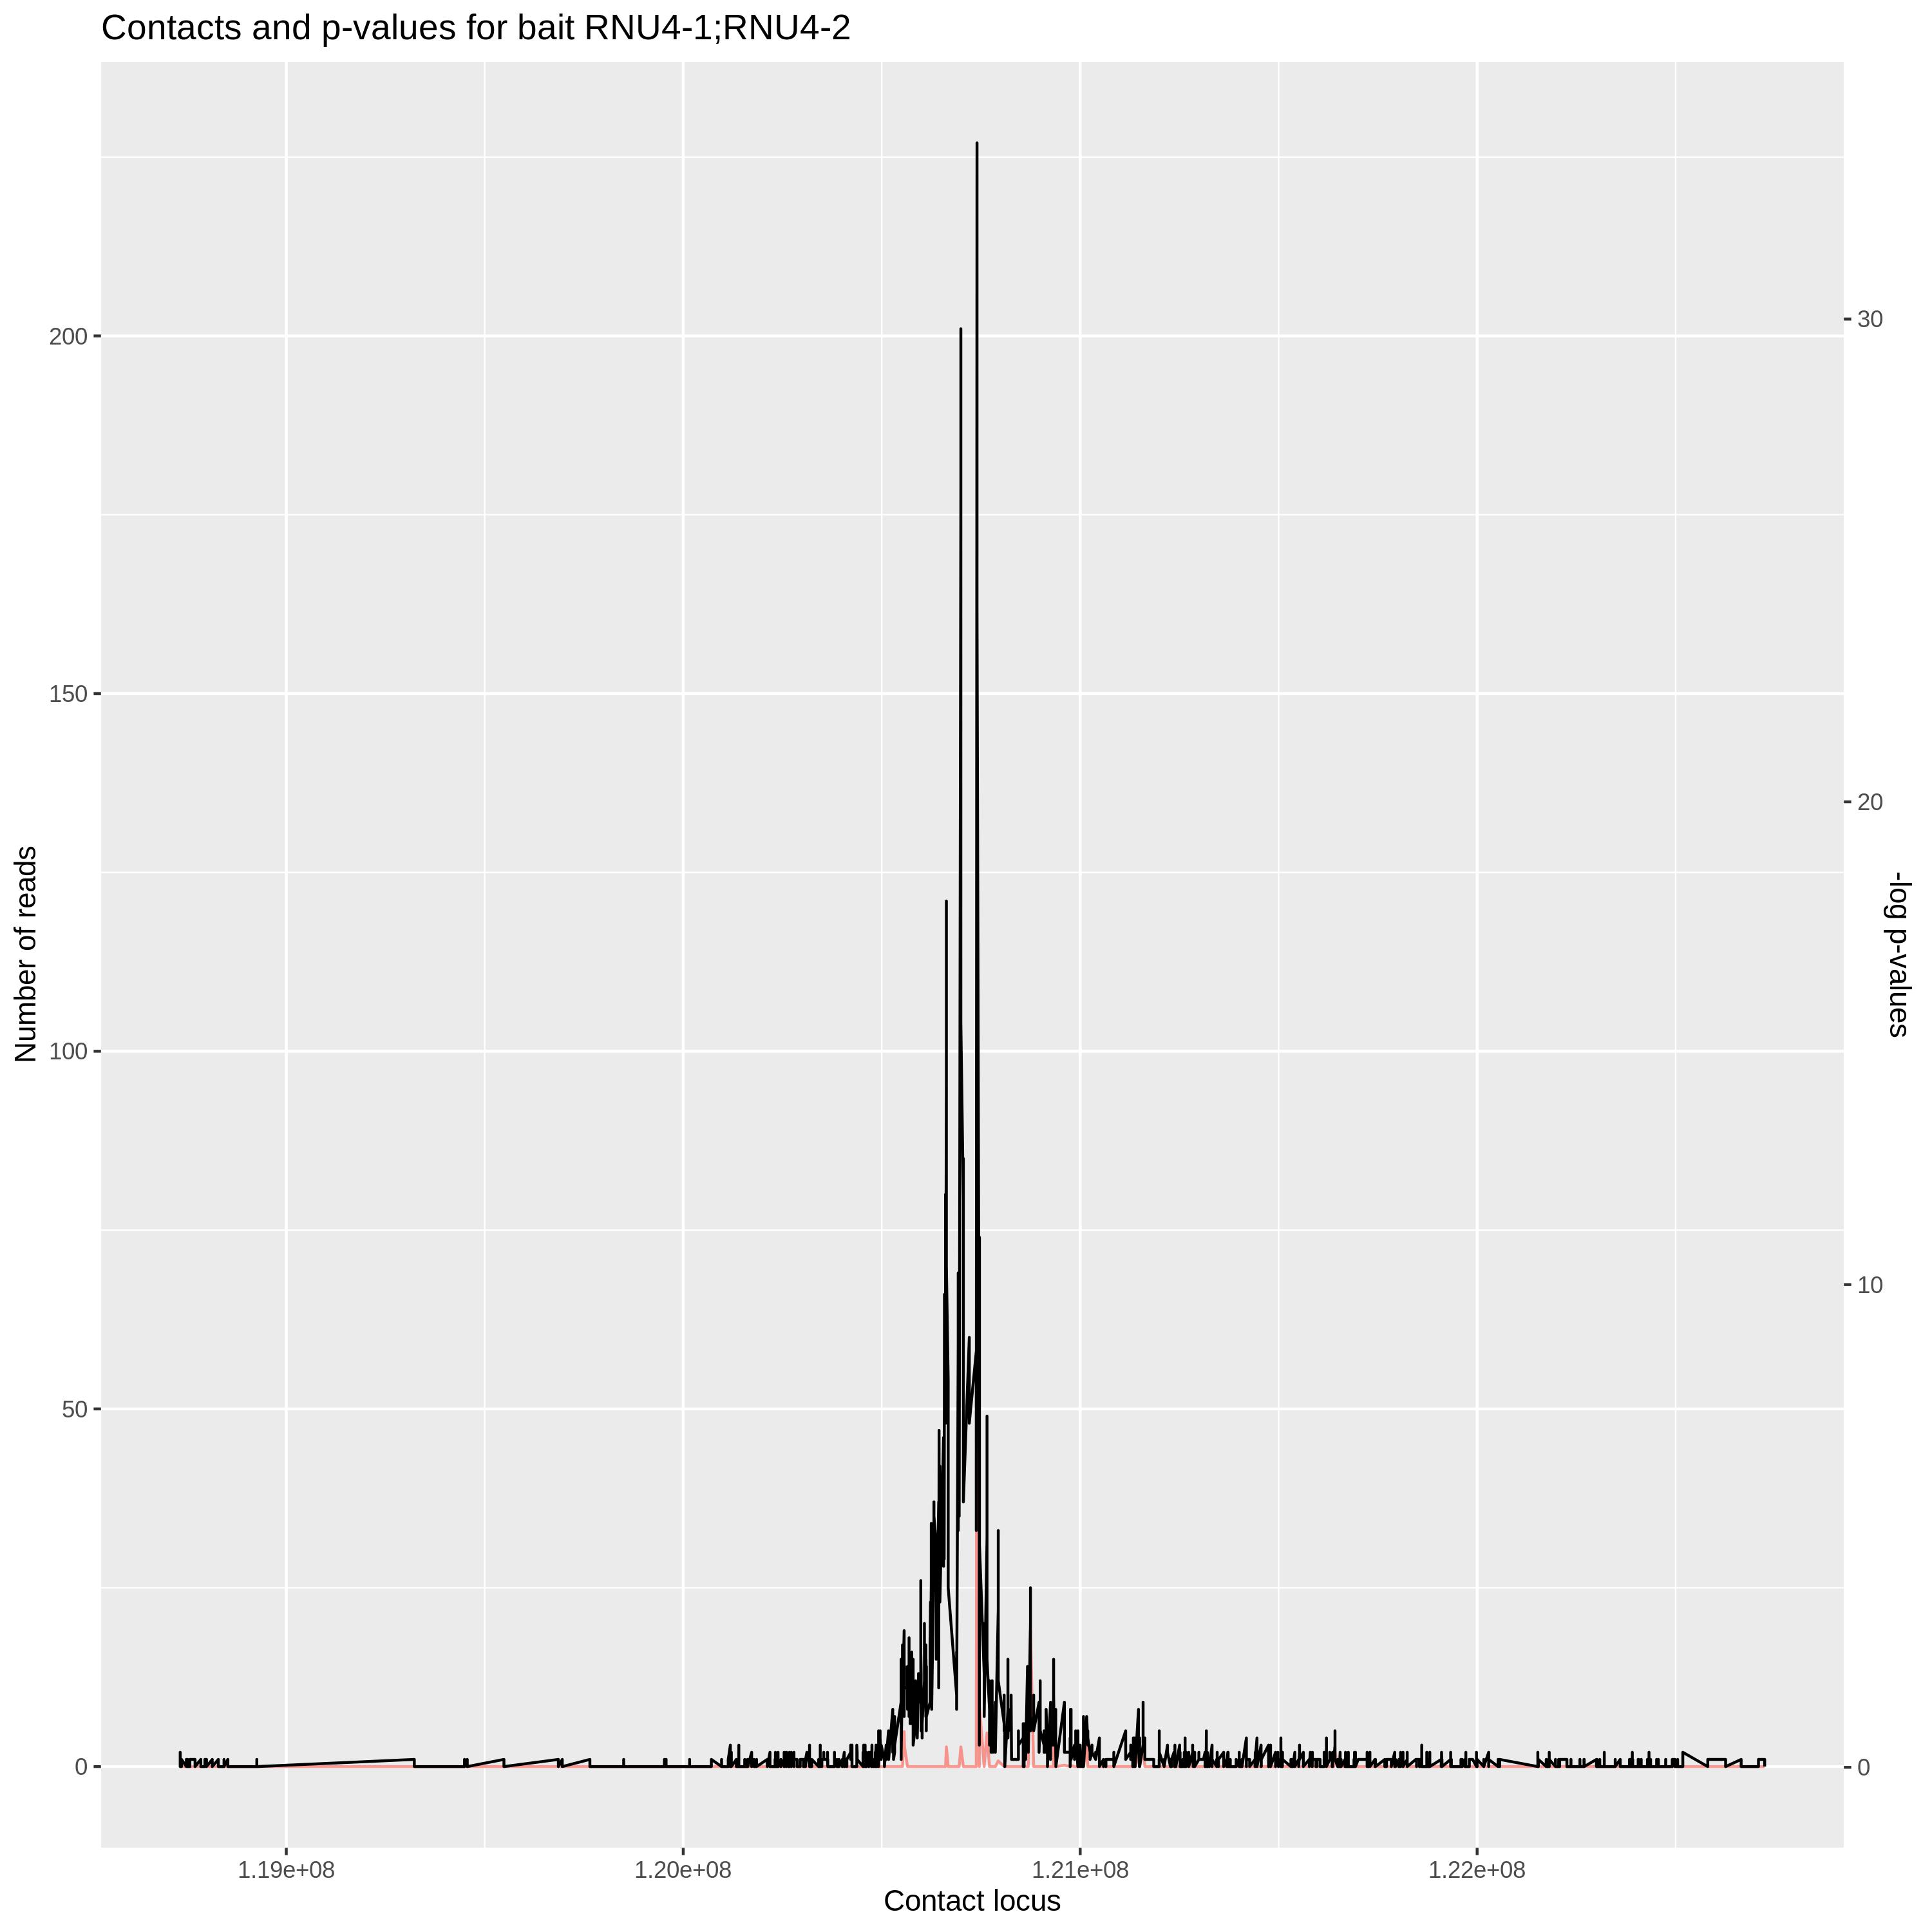 Contacts and p-values for bait RNU4-1;RNU4-2
Number of reads
200
150
100
50
0
30
20
10
0
-log p-values
1.19e+08
1.20e+08
1.21e+08
1.22e+08
Contact locus